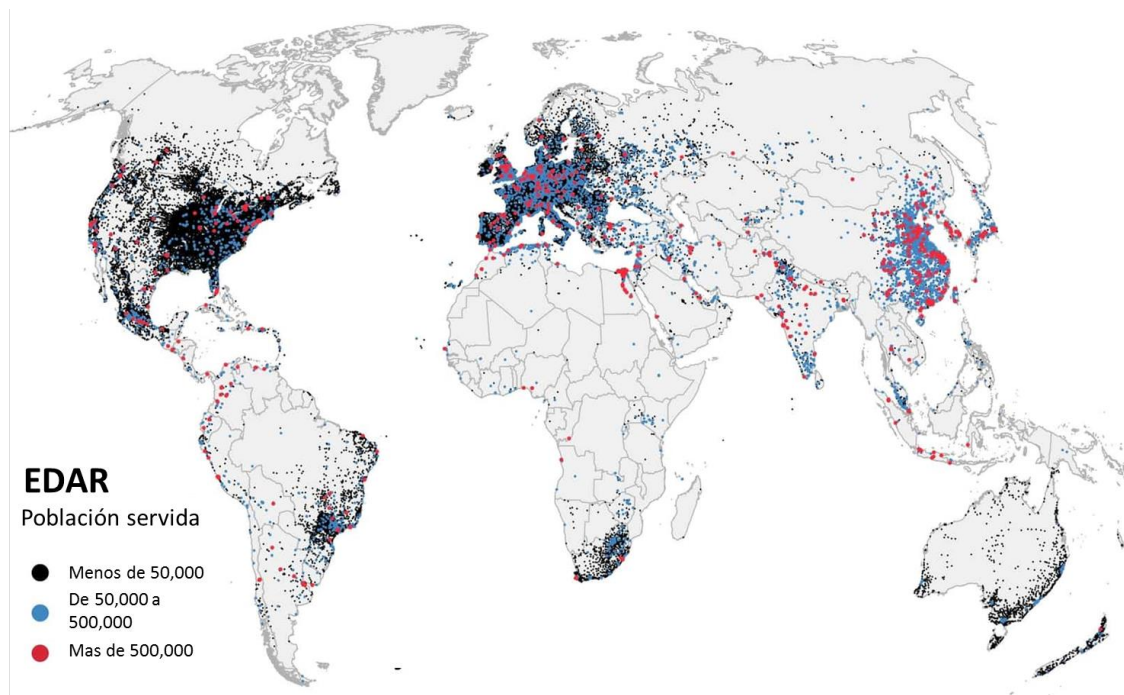 EDAR
Población servida
Menos de 50,000
De 50,000 a
500,000
Mas de 500,000